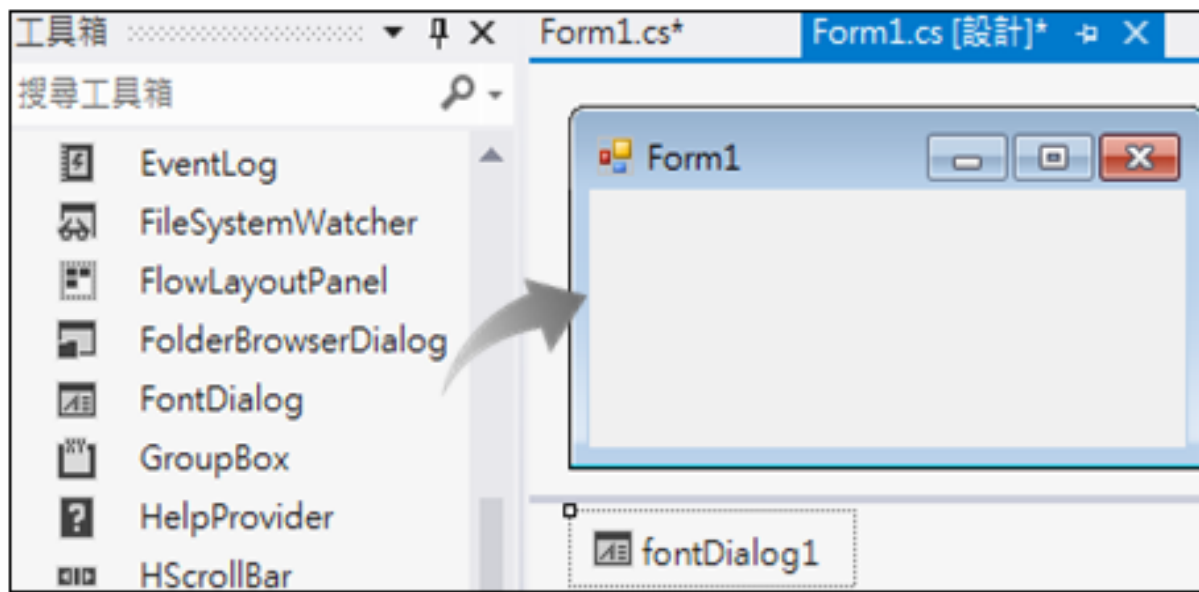 工具箱
搜尋工具箱
EventLog
FileSystemWatcher
FlowLayoutPanel
FolderBrowserDialog
FontDialog
GroupBox
HelpProvider
HScrollBar
Form1.cs*
Form1.cs [設計]*
Form1
fontDialog1